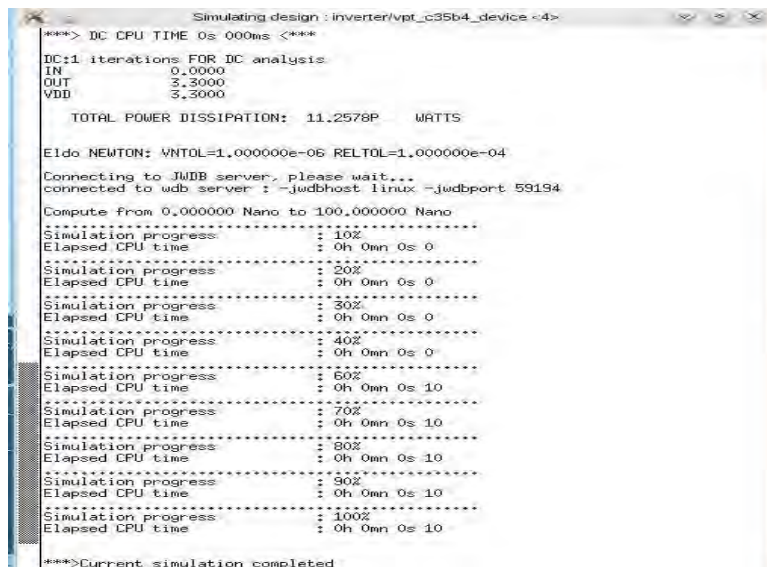 Simulating design : inverter/vpt_c35b4_device <4>
***> DC CPU TIME 0s 000ms <***
DC:1 iterations FOR DC analysis
IN 0.0000
OUT 3.3000
VDD 3.3000
TOTAL POWER DISSIPATION: 11.2578P WATTS
Eldo NEWTON: VNTOL=1.000000e-06 RELTOL=1.000000e-04
Connecting to JWDB server, please wait...
connected to wdb server : -jwdbhost linux -jwdbport 59194
Compute from 0.000000 Nano to 100.000000 Nano
Simulation progress : 10%
Elapsed CPU time : 0h 0mn 0s 0
Simulation progress : 20%
Elapsed CPU time : 0h 0mn 0s 0
Simulation progress : 30%
Elapsed CPU time : 0h 0mn 0s 0
Simulation progress : 40%
Elapsed CPU time : 0h 0mn 0s 0
Simulation progress : 60%
Elapsed CPU time : 0h 0mn 0s 10
Simulation progress : 70%
Elapsed CPU time : 0h 0mn 0s 10
Simulation progress : 80%
Elapsed CPU time : 0h 0mn 0s 10
Simulation progress : 90%
Elapsed CPU time : 0h 0mn 0s 10
Simulation progress : 100%
Elapsed CPU time : 0h 0mn 0s 10
***>Current simulation completed